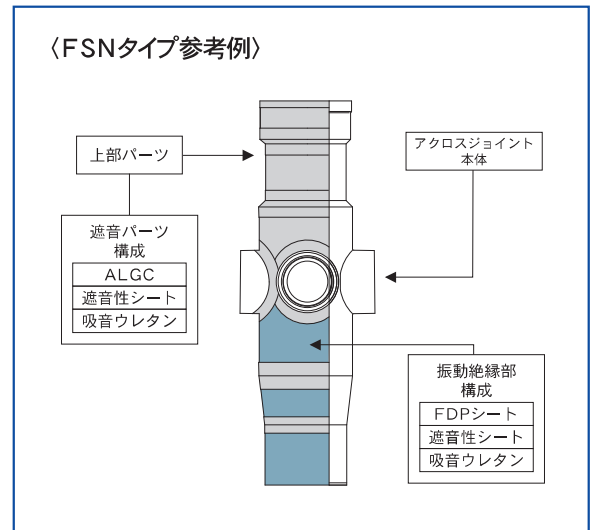 〈FSNタイプ参考例〉
上部パーツ
アクロスジョイント
本体
遮音パーツ
構成
ALGC
遮音性シート
吸音ウレタン
振動絶縁部
構成
FDPシート
遮音性シート
吸音ウレタン